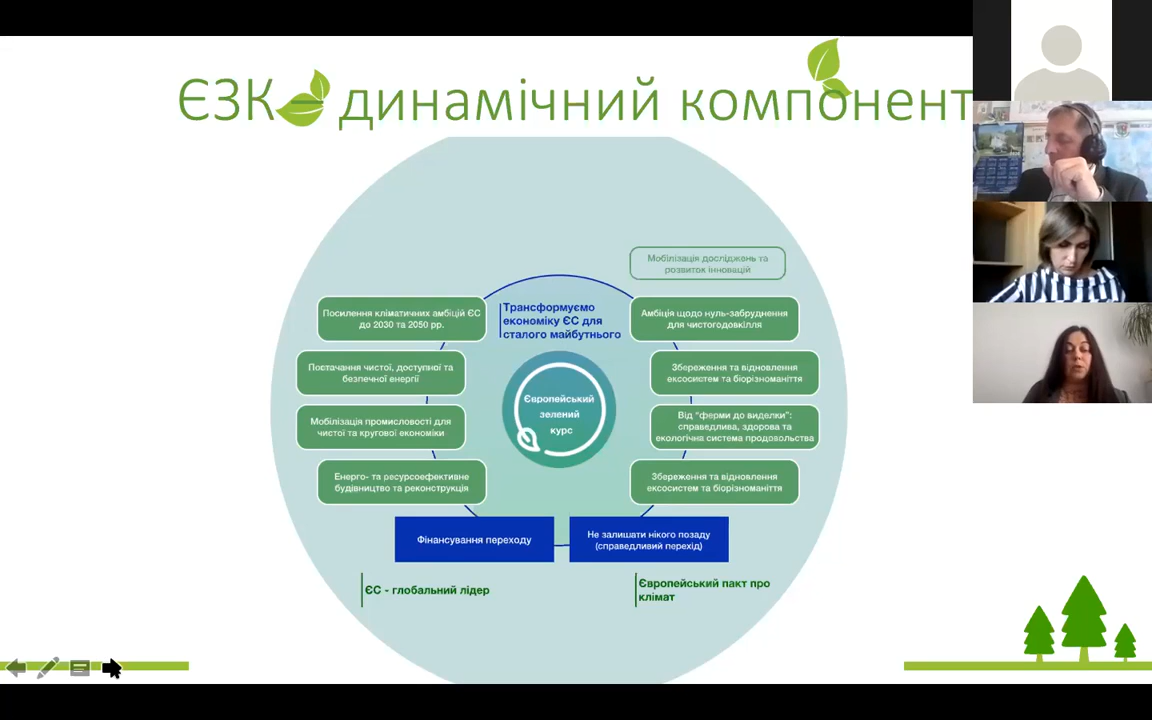 ЄЗК – динамічний компонент
Мобілізація досліджень та
розвиток інновацій
Трансформуємо
економіку ЄС для
сталого майбутнього
Посилення кліматичних амбіцій ЄС
до 2030 та 2050 рр.
Амбіція щодо нуль-забруднення
для чистогодовкілля
Постачання чистої, доступної та
безпечної енергії
Збереження та відновлення
ексосистем та біорізноманіття
Європейський
зелений
курс
Мобілізація промисловості для
чистої та кругової економіки
Від "ферми до виделки":
справедлива, здорова та
екологічна система продовольства
Енерго- та ресурсоефективне
будівництво та реконструкція
Збереження та відновлення
ексосистем та біорізноманіття
Фінансування переходу
Не залишати нікого позаду
(справедливий перехід)
ЄС - глобальний лідер
Європейський пакт про
клімат